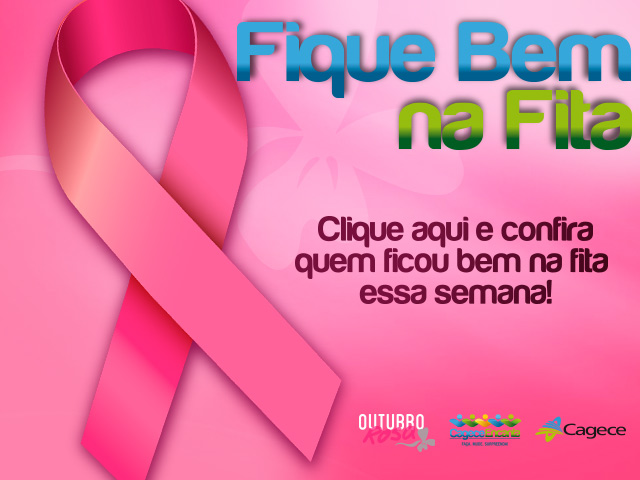 Fique Bem
na Fita
Clique aqui e confira
quem ficou bem na fita
essa semana!
OUTUBRO
Rosa
Cagece